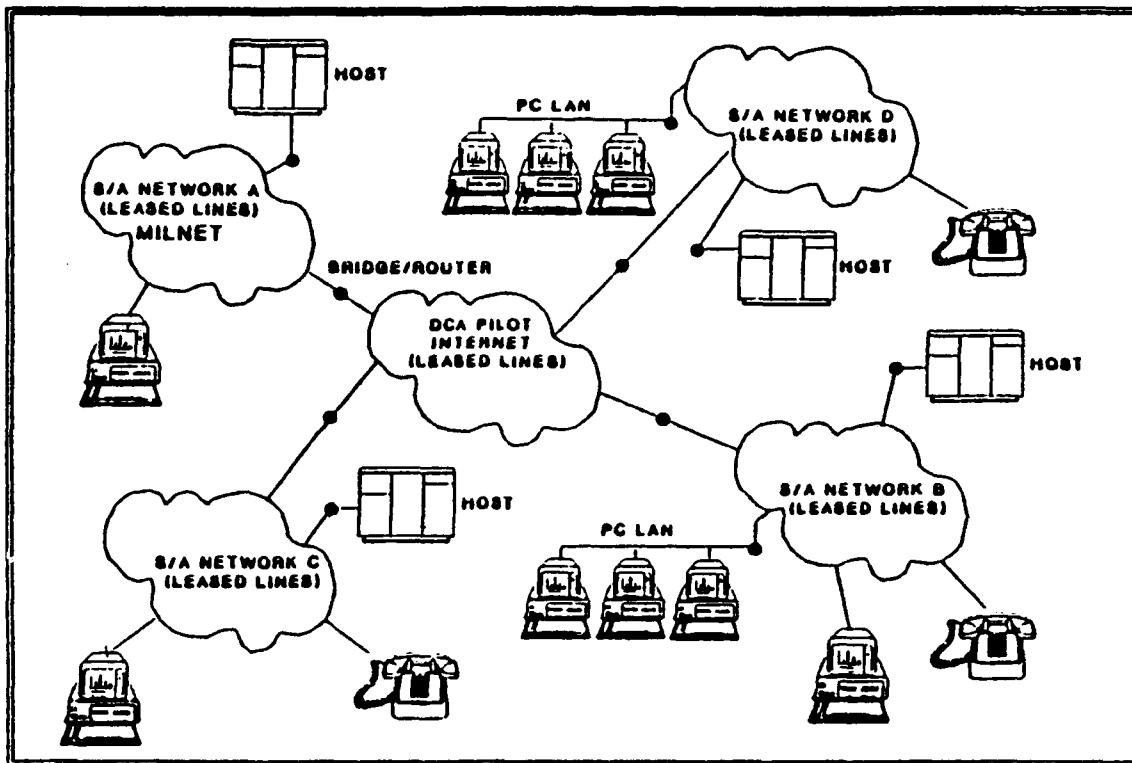 HOST
PC LAN
S/A NETWORK D
(LEASED LINES)
S/A NETWORK A
(LEASED LINES)
MILNET
HOST
BRIDGE/ROUTER
DCA PILOT
INTERNET
(LEASED LINES)
HOST
HOST
S/A NETWORK B
(LEASED LINES)
PC LAN
S/A NETWORK C
(LEASED LINES)